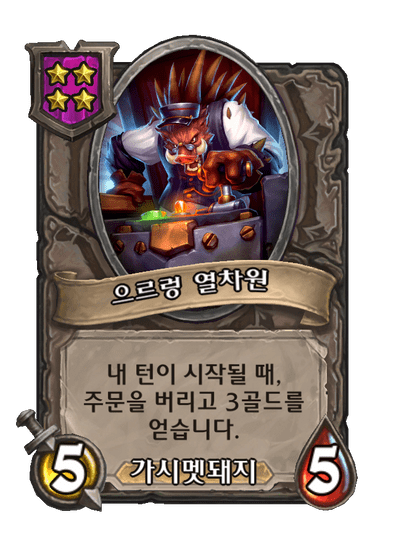 으르렁 열차원
내 턴이 시작될 때,
주문을 버리고 3골드를
얻습니다.
5
가시멧돼지
5